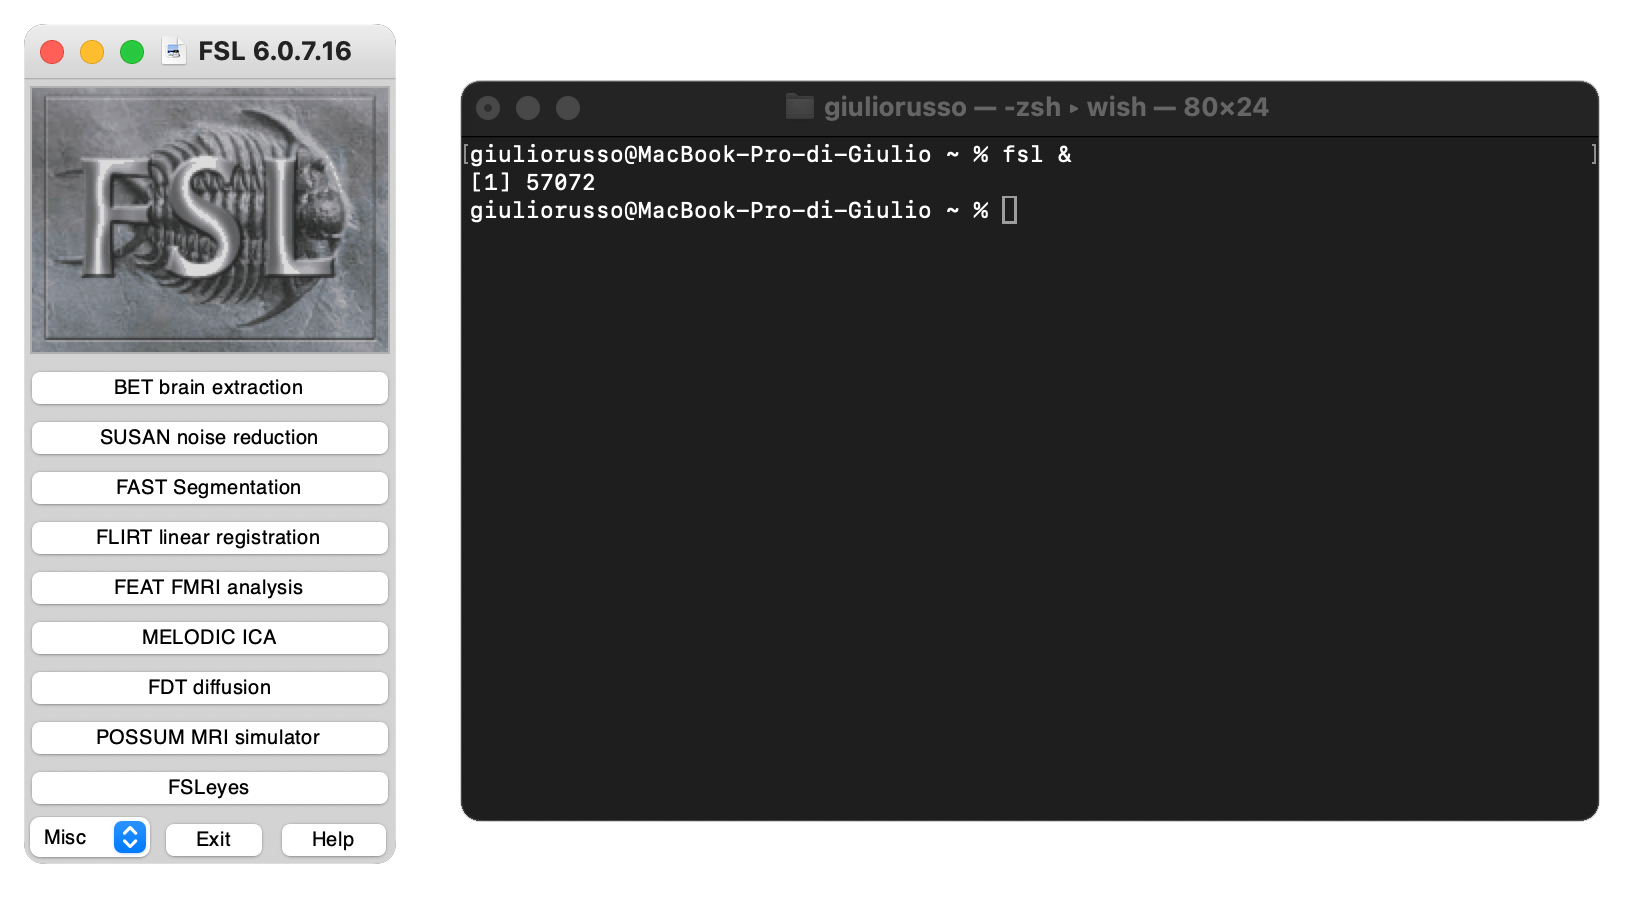 FSL 6.0.7.16
FSL
BET brain extraction
SUSAN noise reduction
FAST Segmentation
FLIRT linear registration
FEAT FMRI analysis
MELODIC ICA
FDT diffusion
POSSUM MRI simulator
FSLeyes
Misc Exit Help
giuliorusso — -zsh ▸ wish — 80×24
[giuliorusso@MacBook-Pro-di-Giulio ~ % fsl & ]
[1] 57072
giuliorusso@MacBook-Pro-di-Giulio ~ %